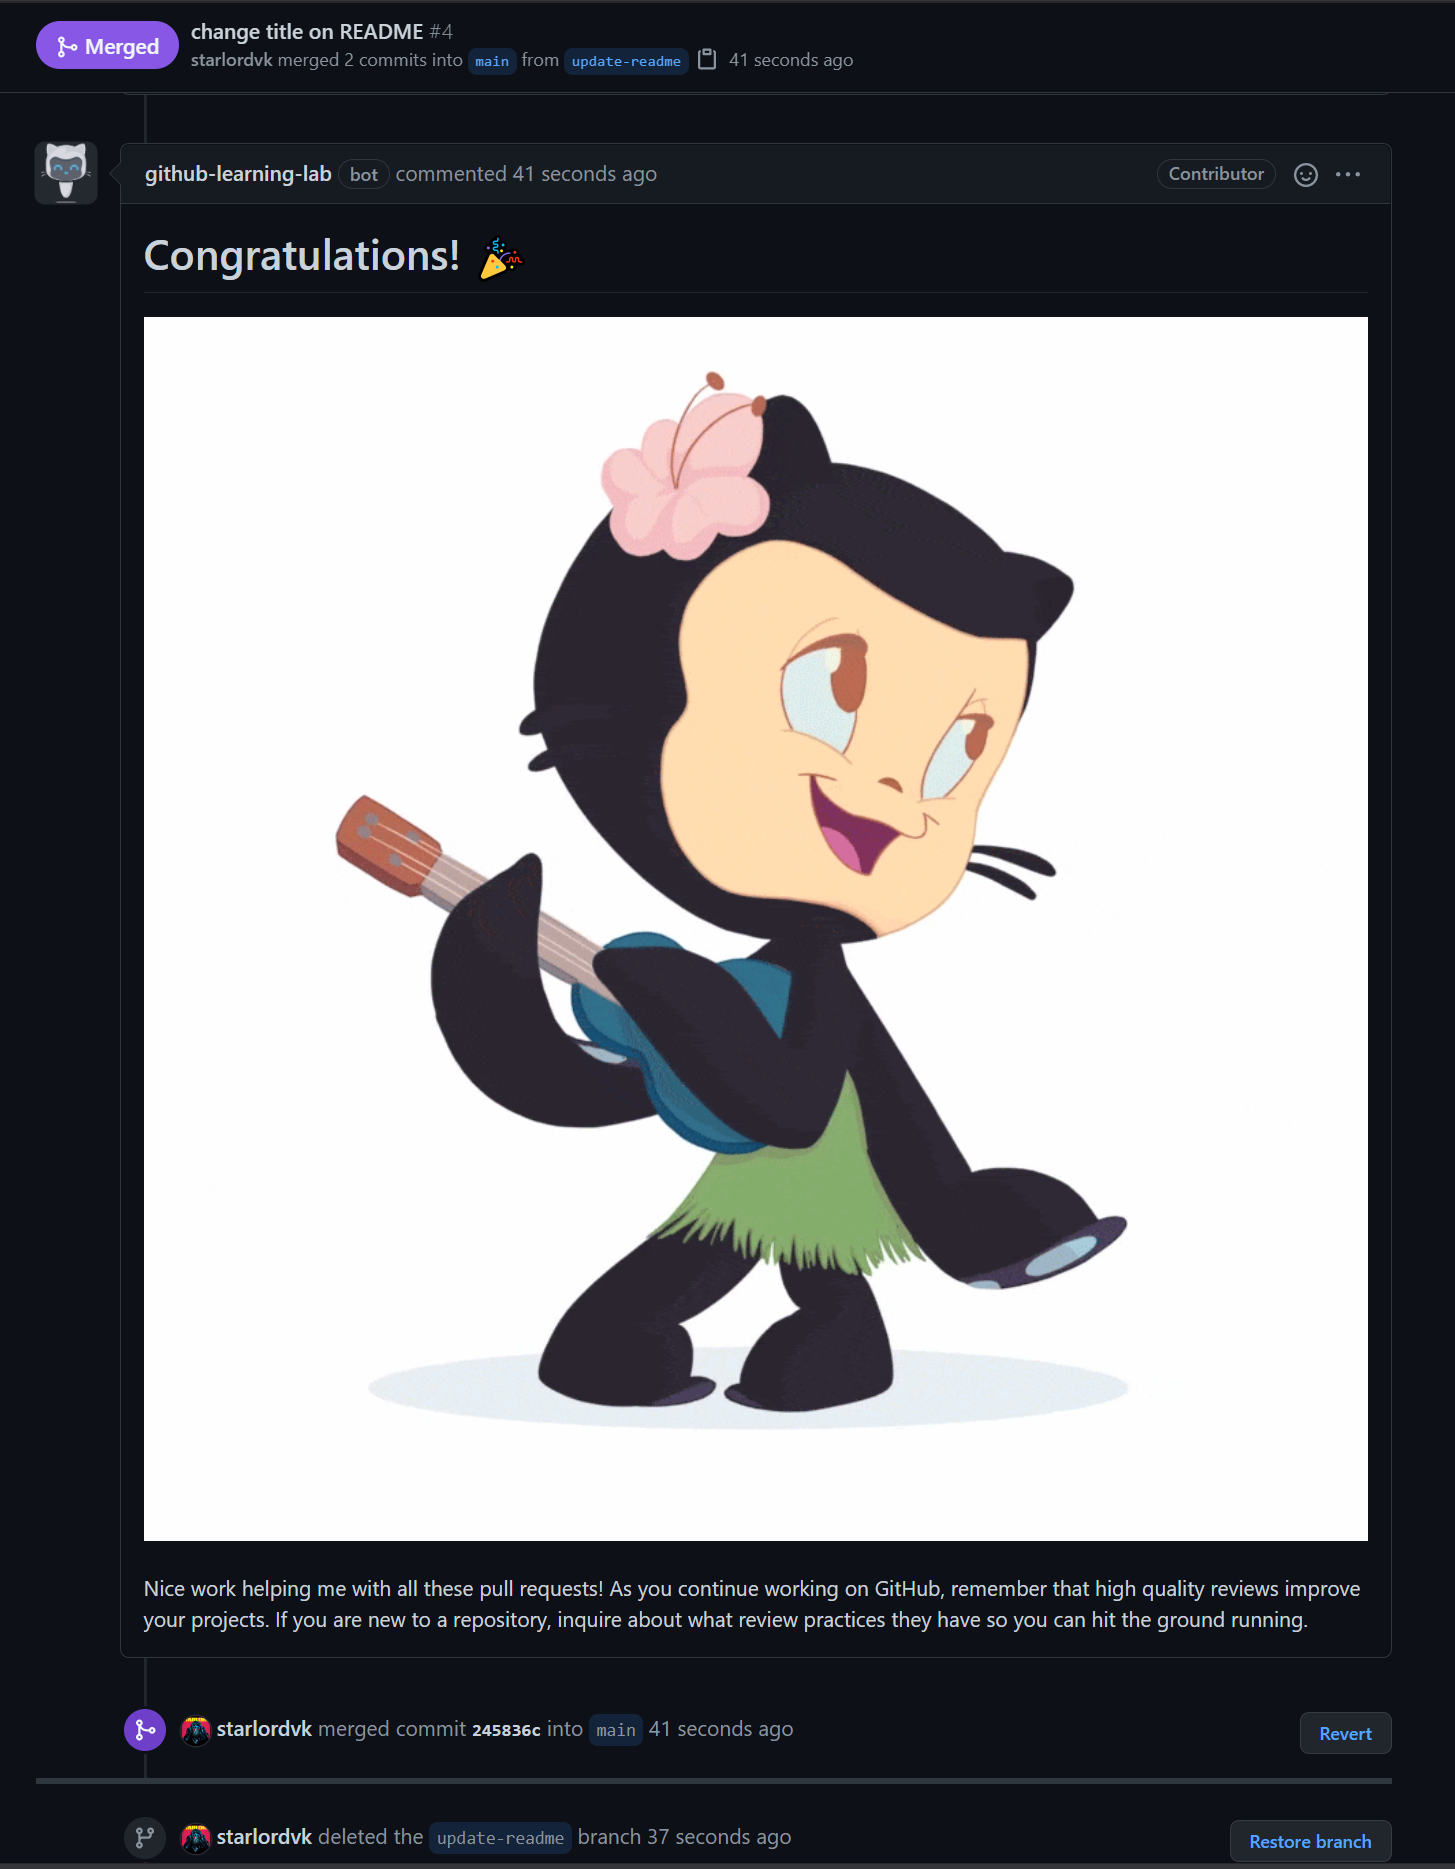 Merged
change title on README #4
starlordvk merged 2 commits into main from update-readme 41 seconds ago
github-learning-lab bot commented 41 seconds ago
Contributor
Congratulations! 🎉
Nice work helping me with all these pull requests! As you continue working on GitHub, remember that high quality reviews improve
your projects. If you are new to a repository, inquire about what review practices they have so you can hit the ground running.
starlordvk merged commit 245836c into main 41 seconds ago
Revert
starlordvk deleted the update-readme branch 37 seconds ago
Restore branch